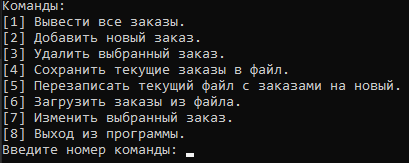 Команды:
[1] Вывести все заказы.
[2] Добавить новый заказ.
[3] Удалить выбранный заказ.
[4] Сохранить текущие заказы в файл.
[5] Перезаписать текущий файл с заказами на новый.
[6] Загрузить заказы из файла.
[7] Изменить выбранный заказ.
[8] Выход из программы.
Введите номер команды: